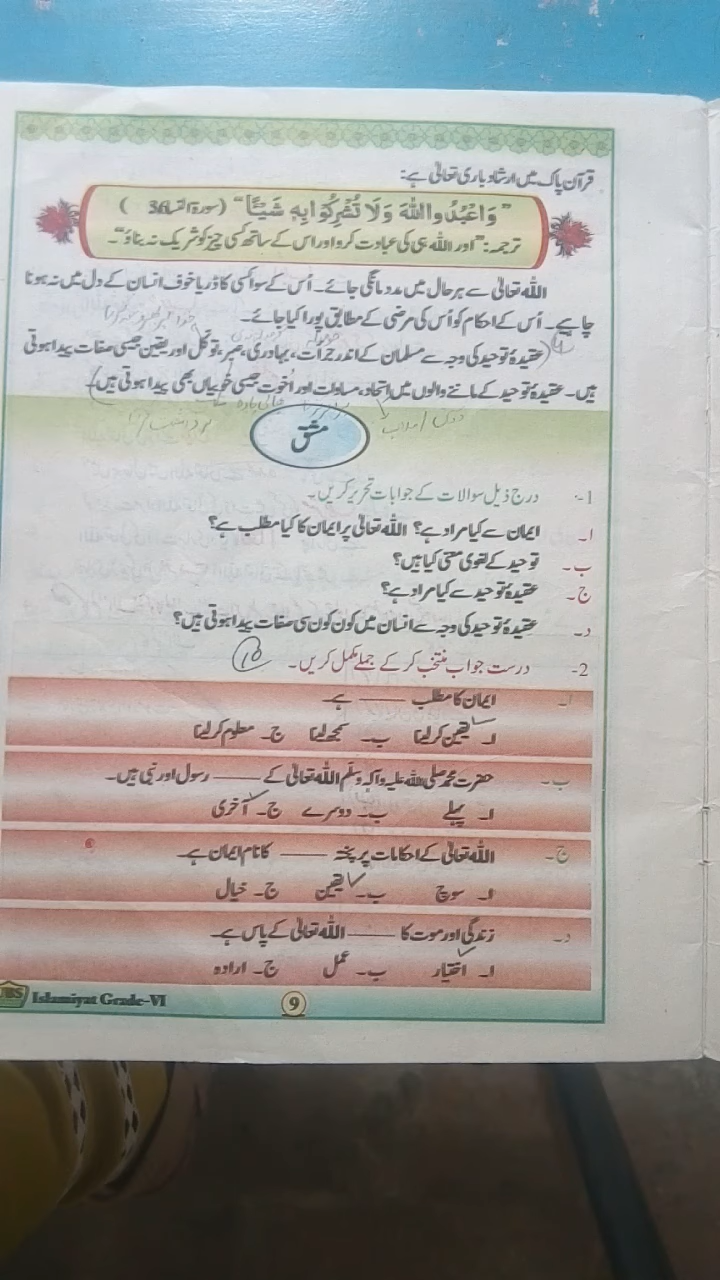 قرآن پاک میں ارشاد باری تعالیٰ ہے:
"وَاعْبُدُوا اللّٰهَ وَلَا تُشْرِكُوْا بِهٖ شَيْـًٔا" (سورۃ النساء:36)
ترجمہ: "اور اللہ ہی کی عبادت کرو اور اس کے ساتھ کسی چیز کو شریک نہ بناؤ"۔
اللہ تعالیٰ سے ہر حال میں مدد مانگی جائے۔ اُس کے سوا کسی کا ڈر یا خوف انسان کے دل میں نہ ہونا
چاہیے۔ اُس کے احکام کو اُس کی مرضی کے مطابق پورا کیا جائے۔
عقیدۂ توحید کی وجہ سے مسلمان کے اندر جرأت، بہادری، صبر، توکل اور یقین جیسی صفات پیدا ہوتی
ہیں۔ عقیدۂ توحید کے ماننے والوں میں اتحاد، مساوات اور اُخوت جیسی خوبیاں بھی پیدا ہوتی ہیں۔
مشق
1- درج ذیل سوالات کے جوابات تحریر کریں۔
ا۔ ایمان سے کیا مراد ہے؟ اللہ تعالیٰ پر ایمان کا کیا مطلب ہے؟
ب۔ توحید کے لغوی معنی کیا ہیں؟
ج۔ عقیدۂ توحید سے کیا مراد ہے؟
د۔ عقیدۂ توحید کی وجہ سے انسان میں کون کون سی صفات پیدا ہوتی ہیں؟
2- درست جواب منتخب کر کے جملے مکمل کریں۔
ا۔ ایمان کا مطلب ——— ہے۔
ا۔ یقین کر لینا ب۔ سمجھ لینا ج۔ معلوم کر لینا
ب۔ حضرت محمد صلی اللہ علیہ وآلہ وسلم اللہ تعالیٰ کے ——— رسول اور نبی ہیں۔
ا۔ پہلے ب۔ دوسرے ج۔ آخری
ج۔ اللہ تعالیٰ کے احکامات پر پختہ ——— کا نام ایمان ہے۔
ا۔ سوچ ب۔ یقین ج۔ خیال
د۔ زندگی اور موت کا ——— اللہ تعالیٰ کے پاس ہے۔
ا۔ اختیار ب۔ عمل ج۔ ارادہ
Islamiyat Grade-VI
9